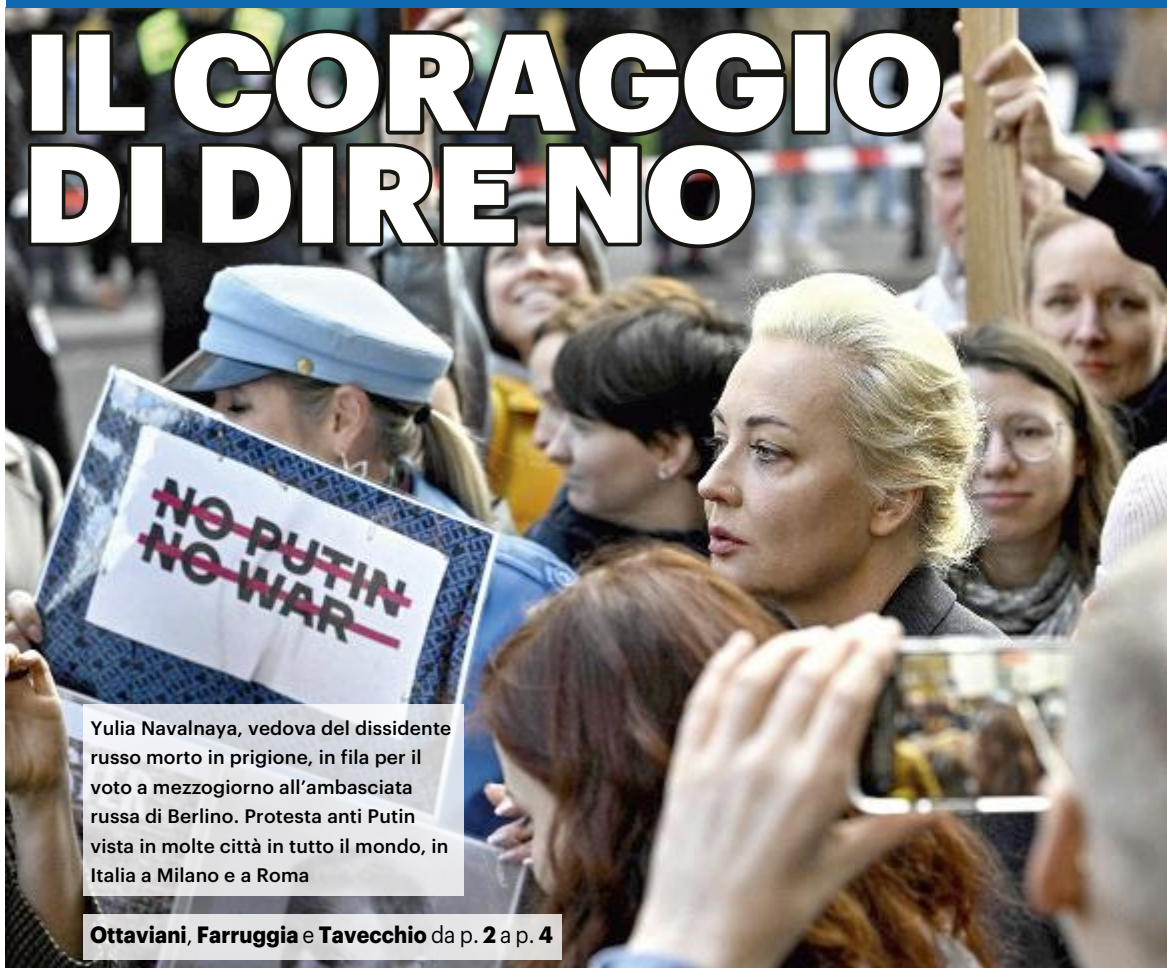 IL CORAGGIO
DI DIRE NO
NO PUTIN
NO WAR
Yulia Navalnaya, vedova del dissidente
russo morto in prigione, in fila per il
voto a mezzogiorno all’ambasciata
russa di Berlino. Protesta anti Putin
vista in molte città in tutto il mondo, in
Italia a Milano e a Roma
Ottaviani, Farruggia e Tavecchio da p. 2 a p. 4